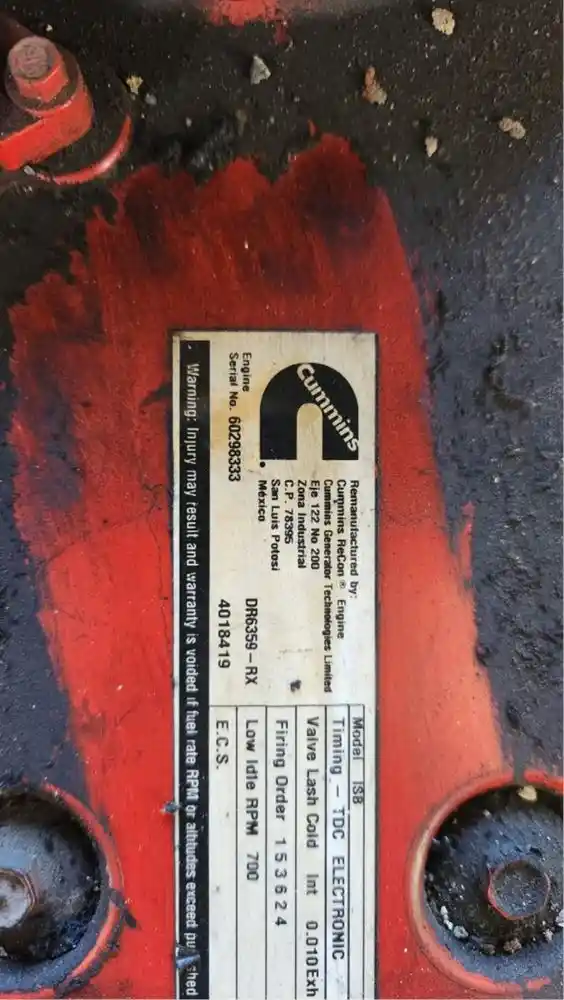 Cummins
Remanufactured by:
Cummins ReCon® Engine
Cummins Generator Technologies Limited
Eje 122 No 200
Zona Industrial
C.P. 78395
San Luis Potosi
México
Engine
Serial No. 60298333
DR6359-RX
4018419
Model ISB
Timing - TDC ELECTRONIC
Valve Lash Cold Int 0.010 Exh
Firing Order 1 5 3 6 2 4
Low Idle RPM 700
E.C.S.
Warning: Injury may result and warranty is voided if fuel rate RPM or altitudes exceed